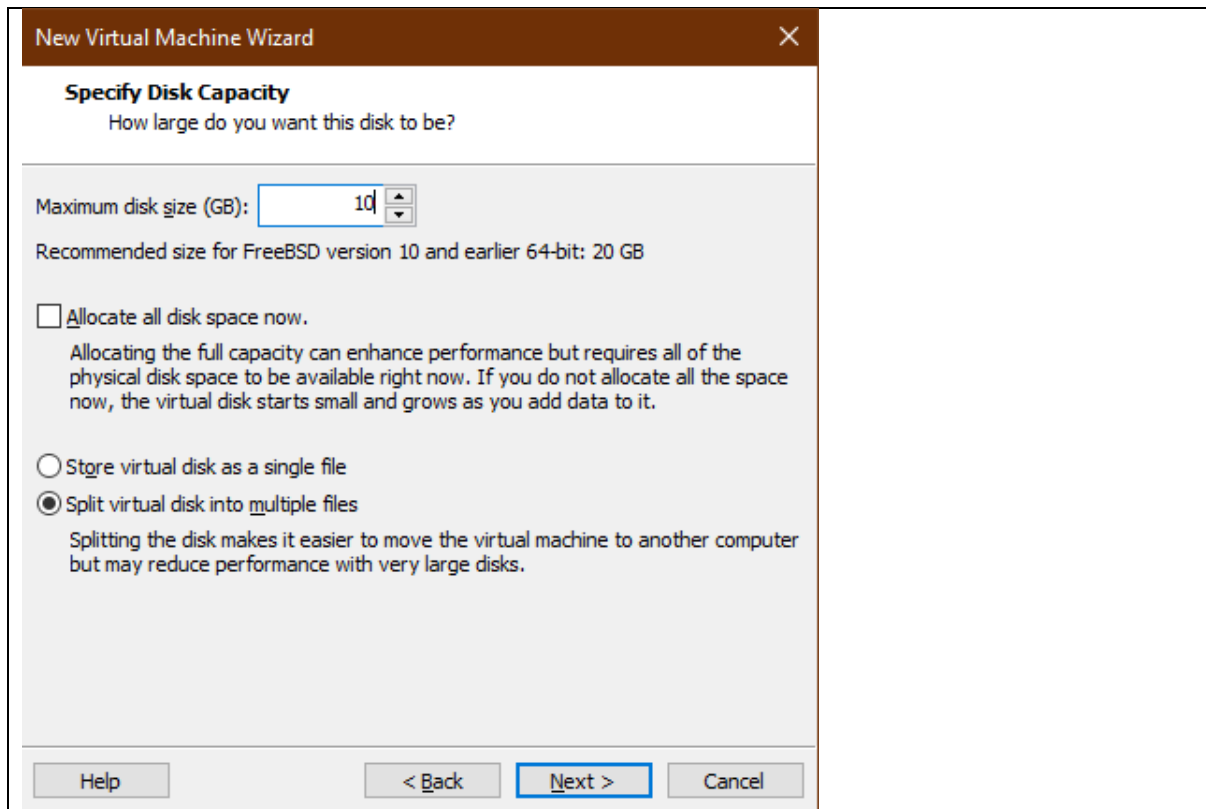 New Virtual Machine Wizard
Specify Disk Capacity
How large do you want this disk to be?
Maximum disk size (GB): 10
Recommended size for FreeBSD version 10 and earlier 64-bit: 20 GB
Allocate all disk space now.
Allocating the full capacity can enhance performance but requires all of the
physical disk space to be available right now. If you do not allocate all the space
now, the virtual disk starts small and grows as you add data to it.
Store virtual disk as a single file
Split virtual disk into multiple files
Splitting the disk makes it easier to move the virtual machine to another computer
but may reduce performance with very large disks.
Help < Back Next > Cancel